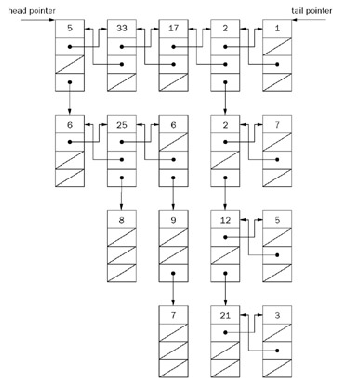 head pointer tail pointer
5 33 17 2 1
6 25 6 2 7
8 9 12 5
7 21 3